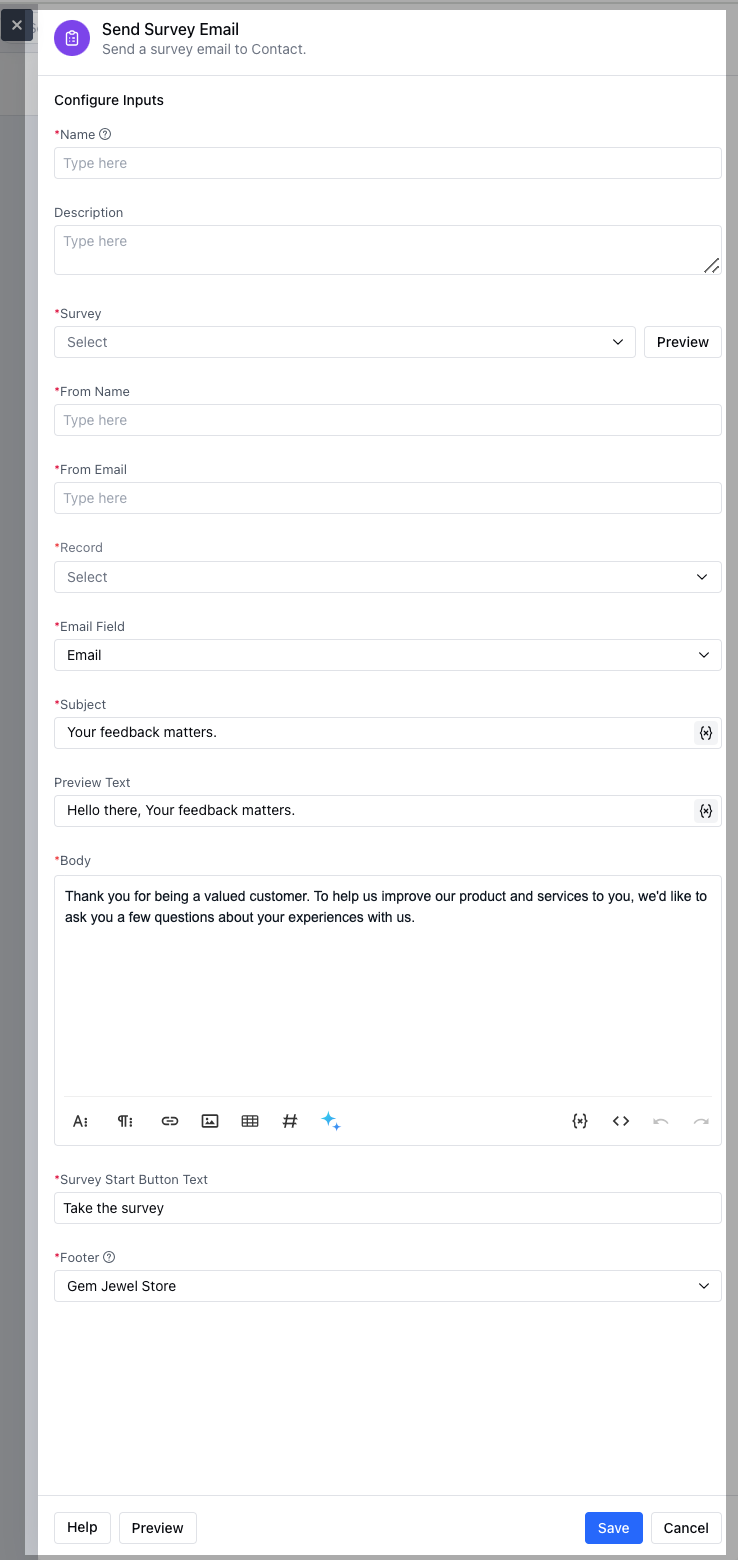 Send Survey Email
Send a survey email to Contact.
Configure Inputs
*Name
Type here
Description
Type here
*Survey
Select
Preview
*From Name
Type here
*From Email
Type here
*Record
Select
*Email Field
Email
*Subject
Your feedback matters.
Preview Text
Hello there, Your feedback matters.
*Body
Thank you for being a valued customer. To help us improve our product and services to you, we'd like to
ask you a few questions about your experiences with us.
*Survey Start Button Text
Take the survey
*Footer
Gem Jewel Store
Help
Preview
Save
Cancel